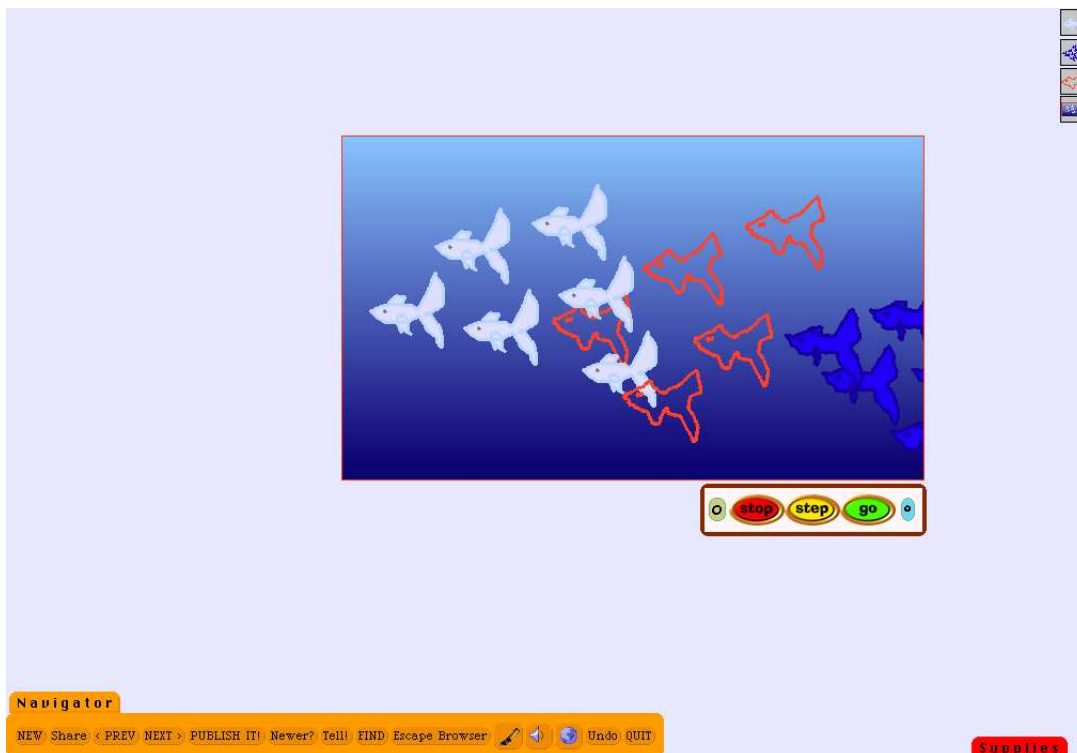 stop step go
Navigator
NEW Share < PREV NEXT > PUBLISH IT! Newer? Tell! FIND Escape Browser Undo QUIT
Supplies